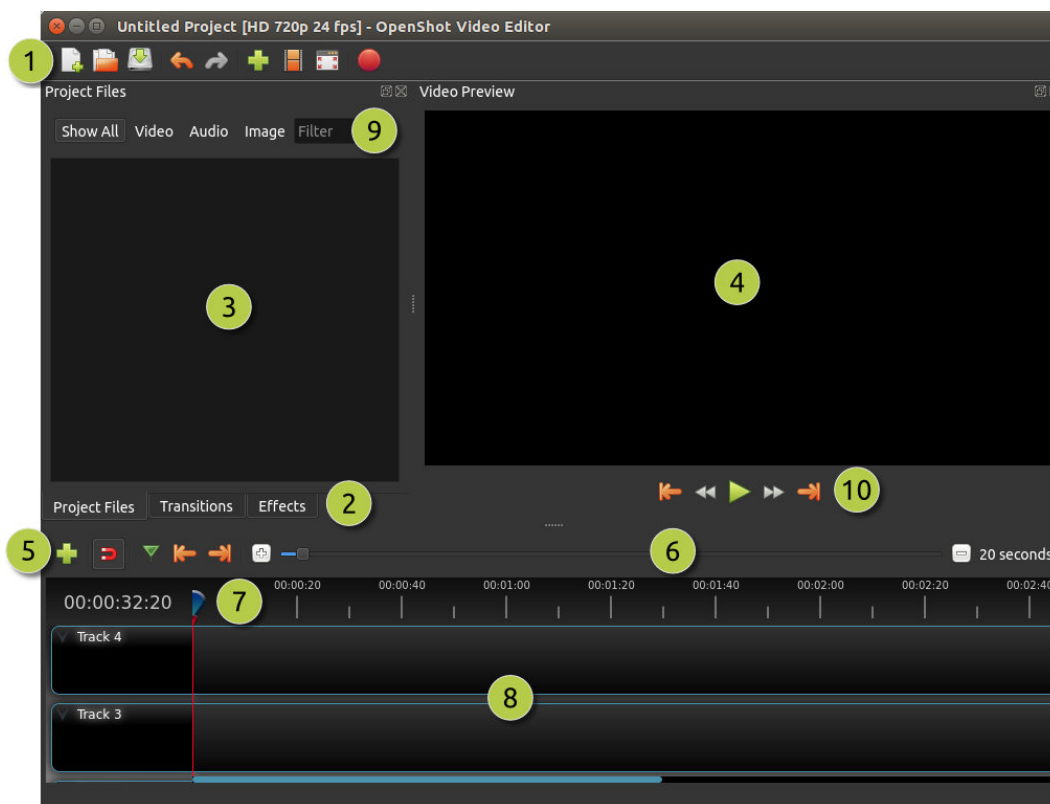 Untitled Project [HD 720p 24 fps] - OpenShot Video Editor
1
Project Files
Video Preview
Show All Video Audio Image Filter 9
3
4
Project Files Transitions Effects 2
10
5
6
20 seconds
00:00:32:20
7
00:00:20 00:00:40 00:01:00 00:01:20 00:01:40 00:02:00 00:02:20 00:02:40
Track 4
8
Track 3